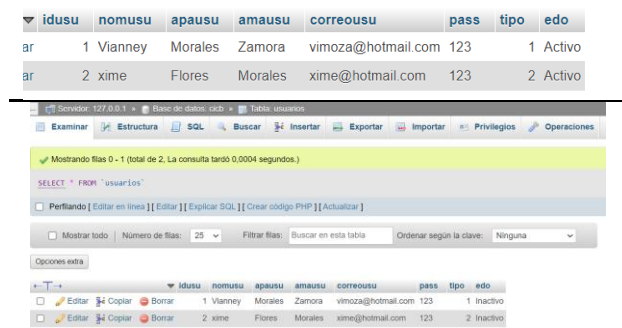 idusu nomusu apausu amausu correousu pass tipo edo
ar 1 Vianney Morales Zamora vimoza@hotmail.com 123 1 Activo
ar 2 xime Flores Morales xime@hotmail.com 123 2 Activo
Servidor: 127.0.0.1 » Base de datos: cicb » Tabla: usuarios
Examinar Estructura SQL Buscar Insertar Exportar Importar Privilegios Operaciones
Mostrando filas 0 - 1 (total de 2, La consulta tardó 0,0004 segundos.)
SELECT * FROM `usuarios`
Perfilando [ Editar en línea ] [ Editar ] [ Explicar SQL ] [ Crear código PHP ] [ Actualizar ]
Mostrar todo Número de filas: 25 Filtrar filas: Buscar en esta tabla Ordenar según la clave: Ninguna
Opciones extra
idusu nomusu apausu amausu correousu pass tipo edo
Editar Copiar Borrar 1 Vianney Morales Zamora vimoza@hotmail.com 123 1 Inactivo
Editar Copiar Borrar 2 xime Flores Morales xime@hotmail.com 123 2 Inactivo